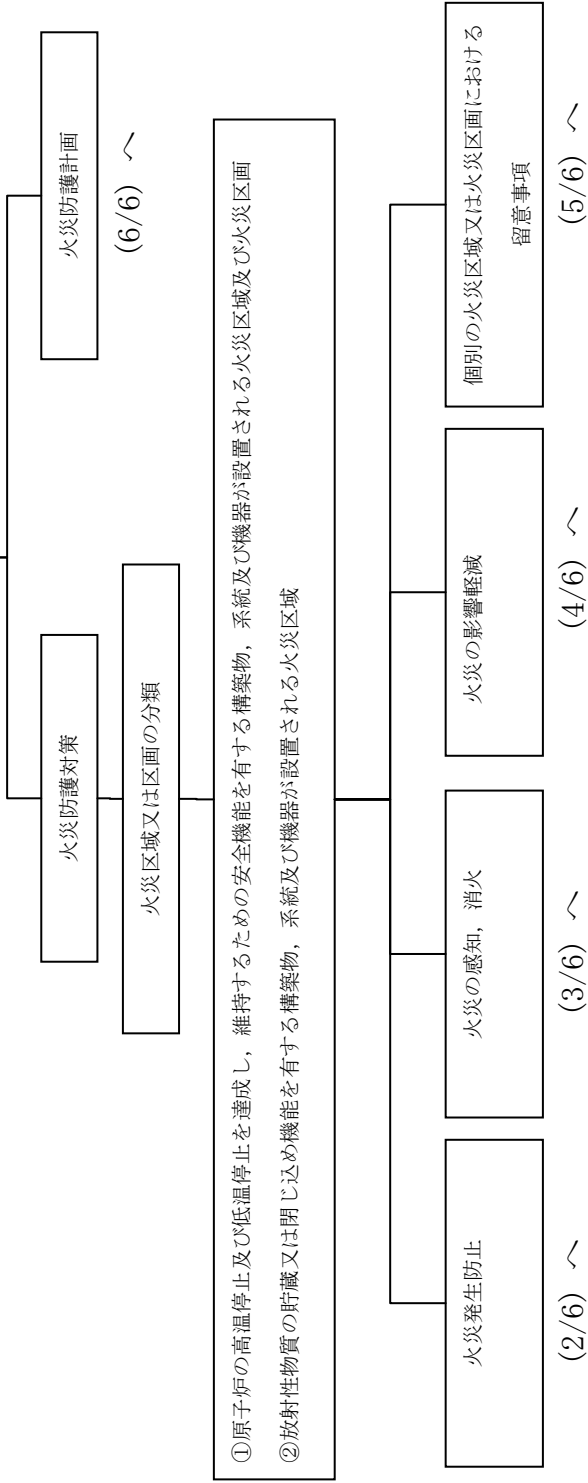 火災防護対策
火災防護計画
(6/6) へ
火災区域又は区画の分類
①原子炉の高温停止及び低温停止を達成し，維持するための安全機能を有する構築物，系統及び機器が設置される火災区域及び火災区画
②放射性物質の貯蔵又は閉じ込め機能を有する構築物，系統及び機器が設置される火災区域
火災発生防止
(2/6) へ
火災の感知，消火
(3/6) へ
火災の影響軽減
(4/6) へ
個別の火災区域又は火災区画における
留意事項
(5/6) へ